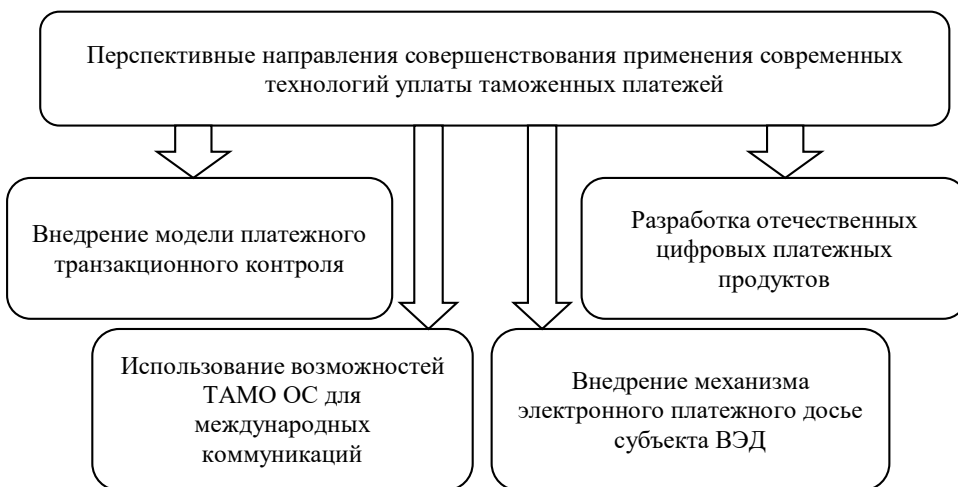 Перспективные направления совершенствования применения современных
технологий уплаты таможенных платежей
Внедрение модели платежного
транзакционного контроля
Разработка отечественных
цифровых платежных
продуктов
Использование возможностей
ТАМО ОС для
международных
коммуникаций
Внедрение механизма
электронного платежного досье
субъекта ВЭД